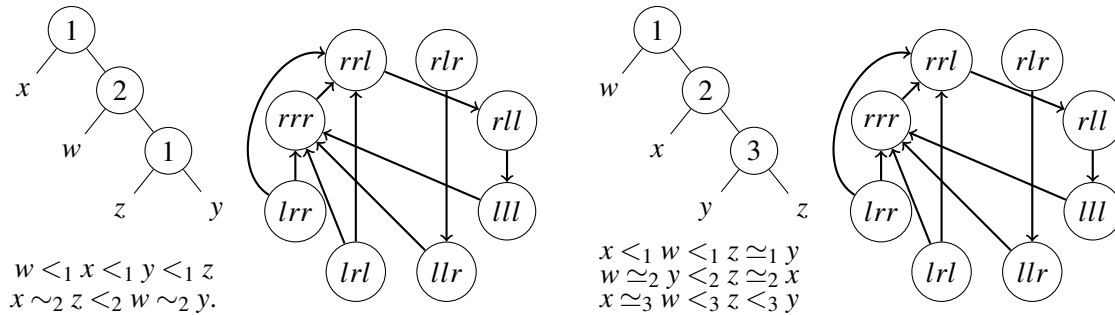 1
x
2
w
1
z
y
rrl
rlr
rrr
rll
lrr
lll
lrl
llr
w <₁ x <₁ y <₁ z
x ∼₂ z <₂ w ∼₂ y.
1
w
2
x
3
y
z
rrl
rlr
rrr
rll
lrr
lll
lrl
llr
x <₁ w <₁ z ≃₁ y
w ≃₂ y <₂ z ≃₂ x
x ≃₃ w <₃ z <₃ y